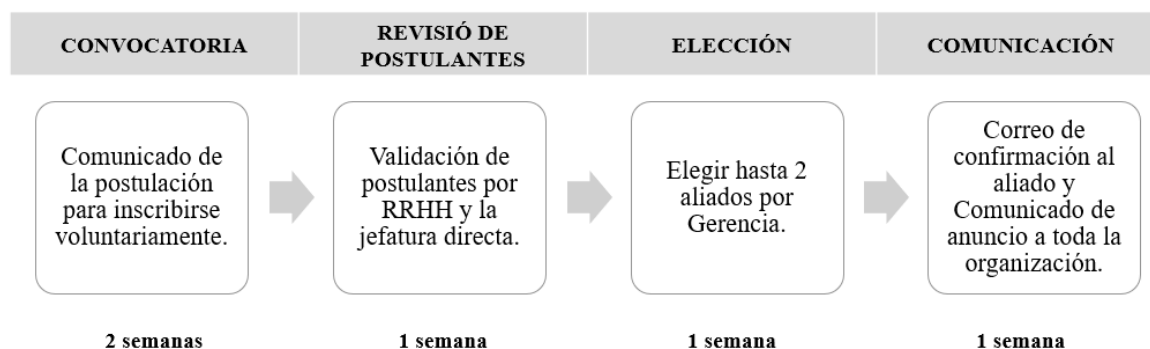 CONVOCATORIA
REVISIÓ DE
POSTULANTES
ELECCIÓN
COMUNICACIÓN
Comunicado de
la postulación
para inscribirse
voluntariamente.
Validación de
postulantes por
RRHH y la
jefatura directa.
Elegir hasta 2
aliados por
Gerencia.
Correo de
confirmación al
aliado y
Comunicado de
anuncio a toda la
organización.
2 semanas
1 semana
1 semana
1 semana